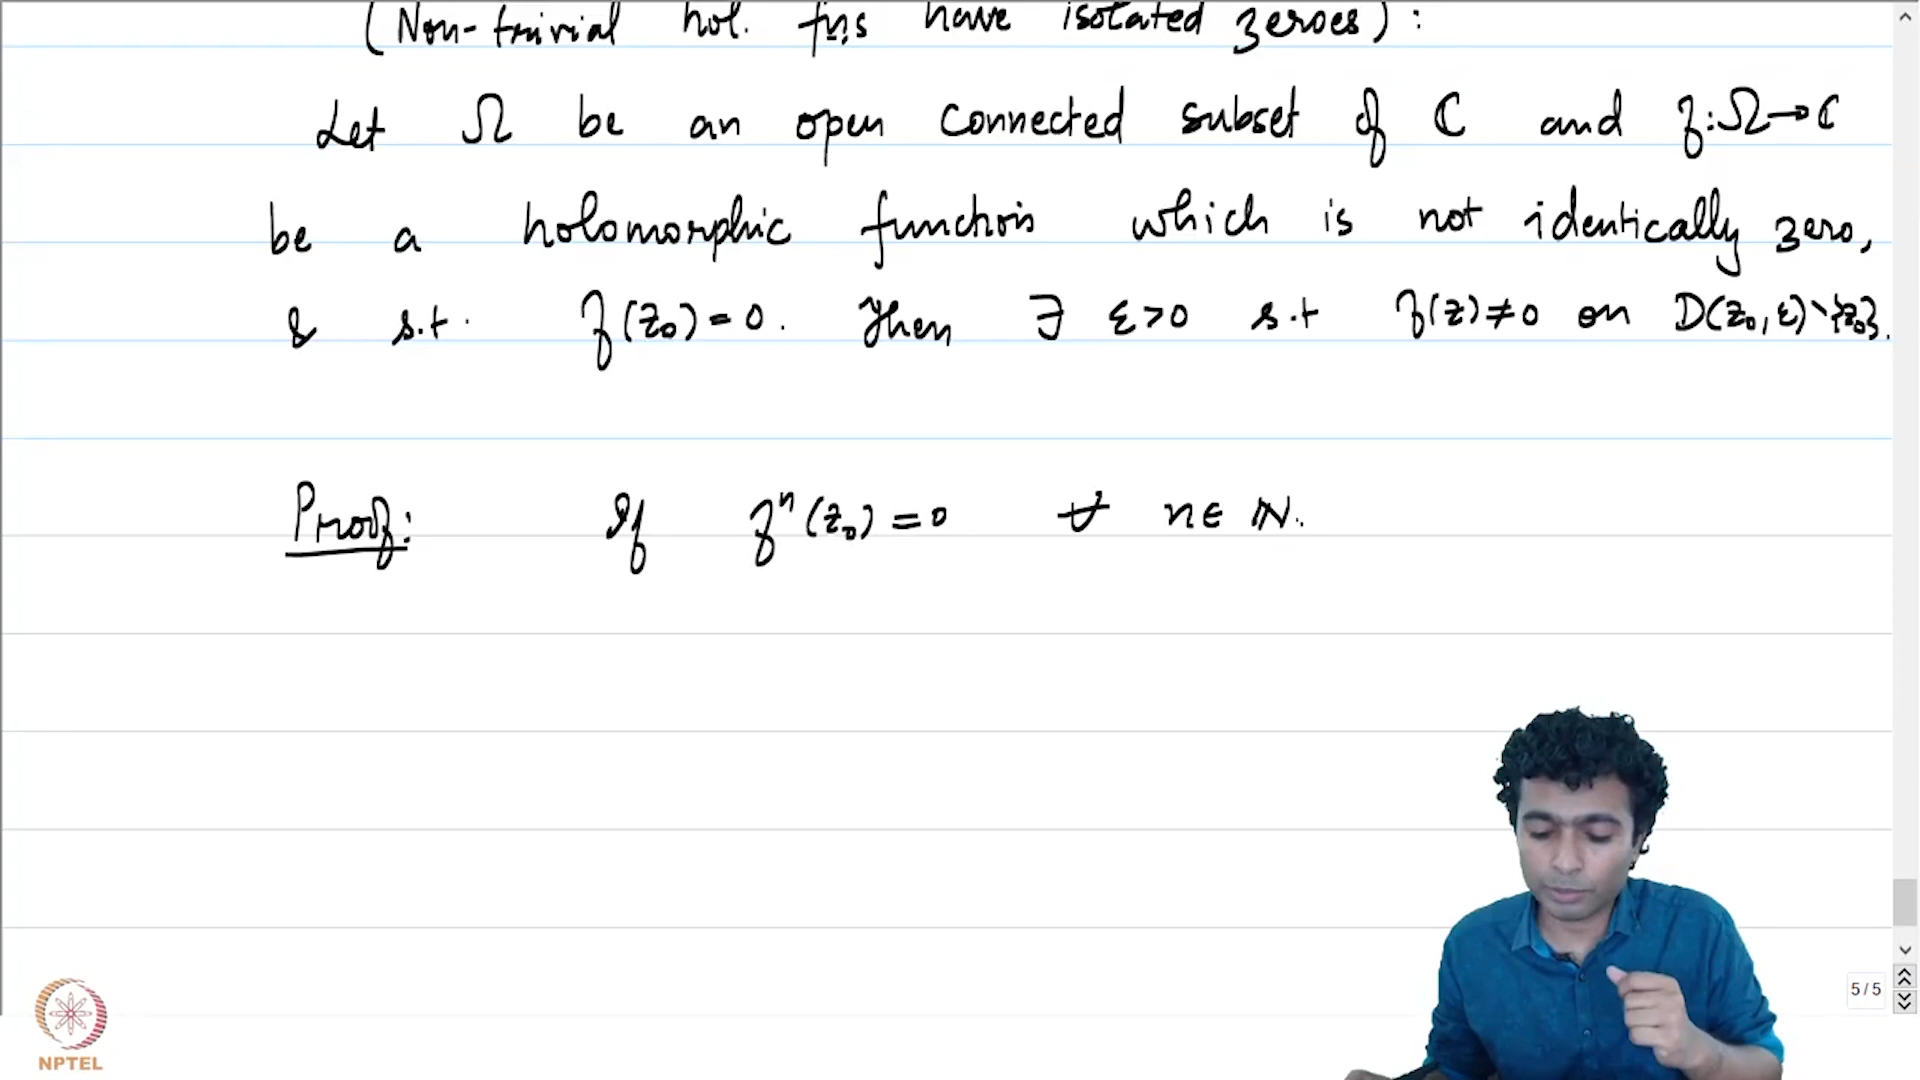 (Non-trivial hol. fns have isolated zeroes) :
Let Ω be an open connected subset of ℂ and f:Ω→ℂ
be a holomorphic function which is not identically zero,
& s.t. f(z₀)=0. Then ∃ ε>0 s.t f(z)≠0 on D(z₀,ε)\{z₀}.
Proof: If fⁿ(z₀)=0 ∀ n∈ℕ.
5/5
NPTEL